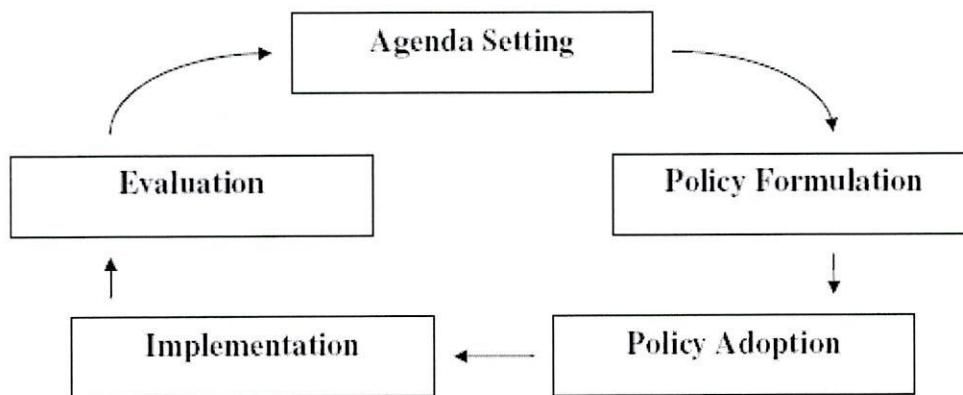 Agenda Setting
Evaluation
Policy Formulation
Implementation
Policy Adoption